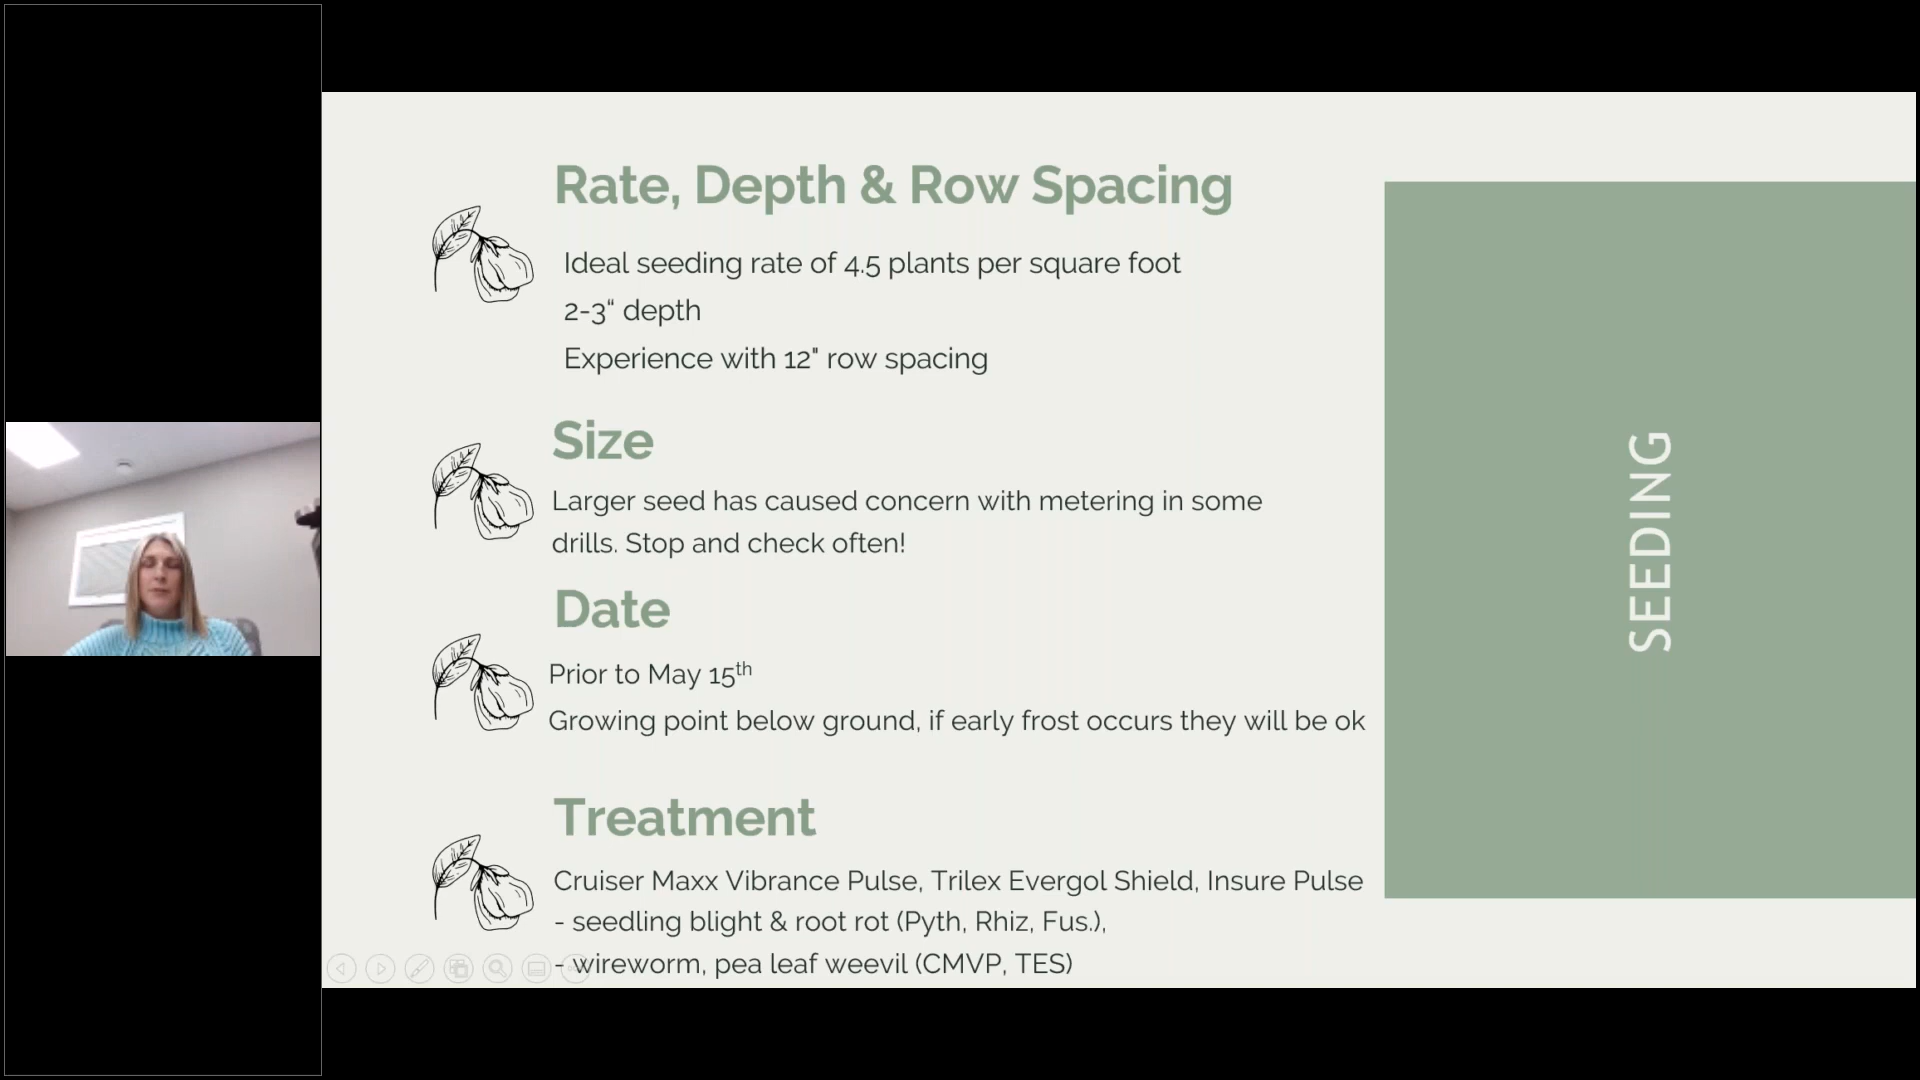 Rate, Depth & Row Spacing
Ideal seeding rate of 4.5 plants per square foot
2-3“ depth
Experience with 12" row spacing
Size
Larger seed has caused concern with metering in some
drills. Stop and check often!
Date
Prior to May 15th
Growing point below ground, if early frost occurs they will be ok
Treatment
Cruiser Maxx Vibrance Pulse, Trilex Evergol Shield, Insure Pulse
- seedling blight & root rot (Pyth, Rhiz, Fus.),
- wireworm, pea leaf weevil (CMVP, TES)
SEEDING